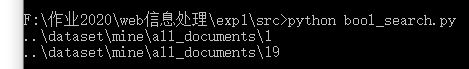 F:\作业2020\web信息处理\exp1\src>python bool_search.py
..\dataset\mine\all_documents\1
..\dataset\mine\all_documents\19